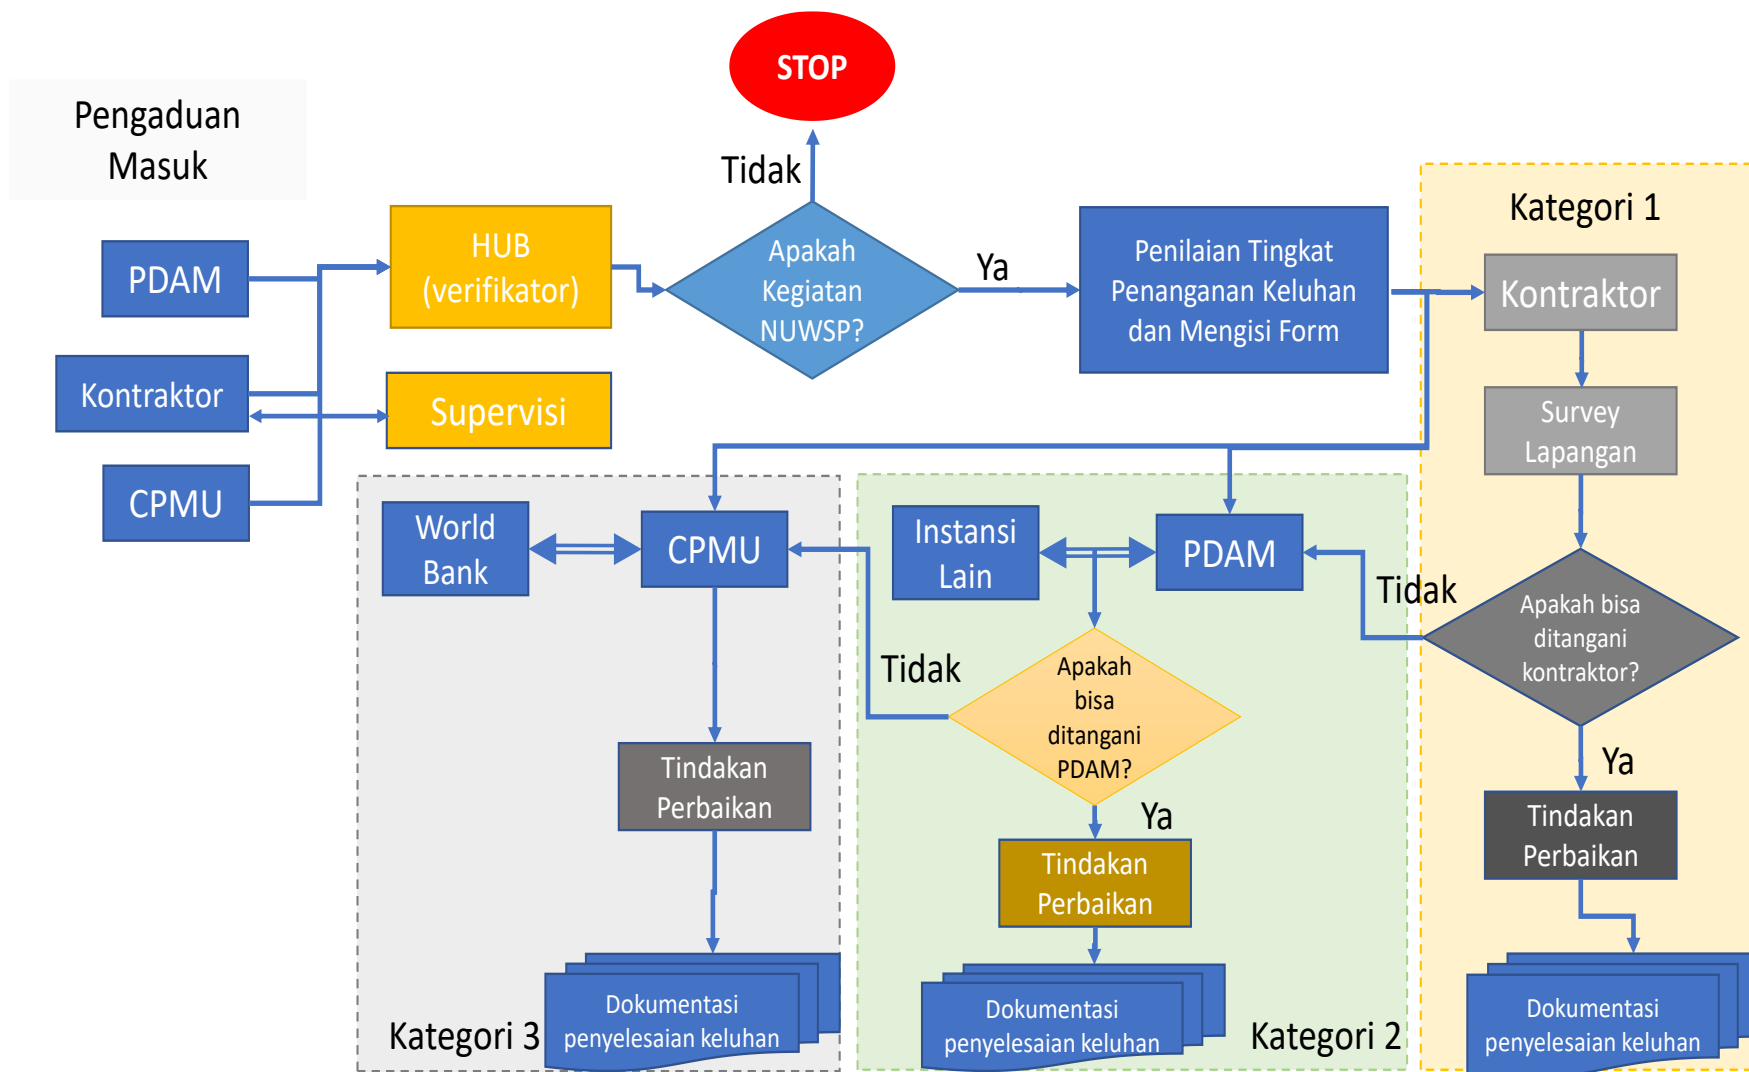 STOP
Pengaduan
Masuk
Tidak
PDAM
Kontraktor
CPMU
HUB
(verifikator)
Supervisi
Apakah
Kegiatan
NUWSP?
Ya
Penilaian Tingkat
Penanganan Keluhan
dan Mengisi Form
Kategori 1
Kontraktor
Survey
Lapangan
Apakah bisa
ditangani
kontraktor?
Tidak
Ya
Tindakan
Perbaikan
Dokumentasi
penyelesaian keluhan
Instansi
Lain
PDAM
Apakah
bisa
ditangani
PDAM?
Tidak
Ya
Tindakan
Perbaikan
Dokumentasi
penyelesaian keluhan
Kategori 2
World
Bank
CPMU
Tindakan
Perbaikan
Dokumentasi
penyelesaian keluhan
Kategori 3